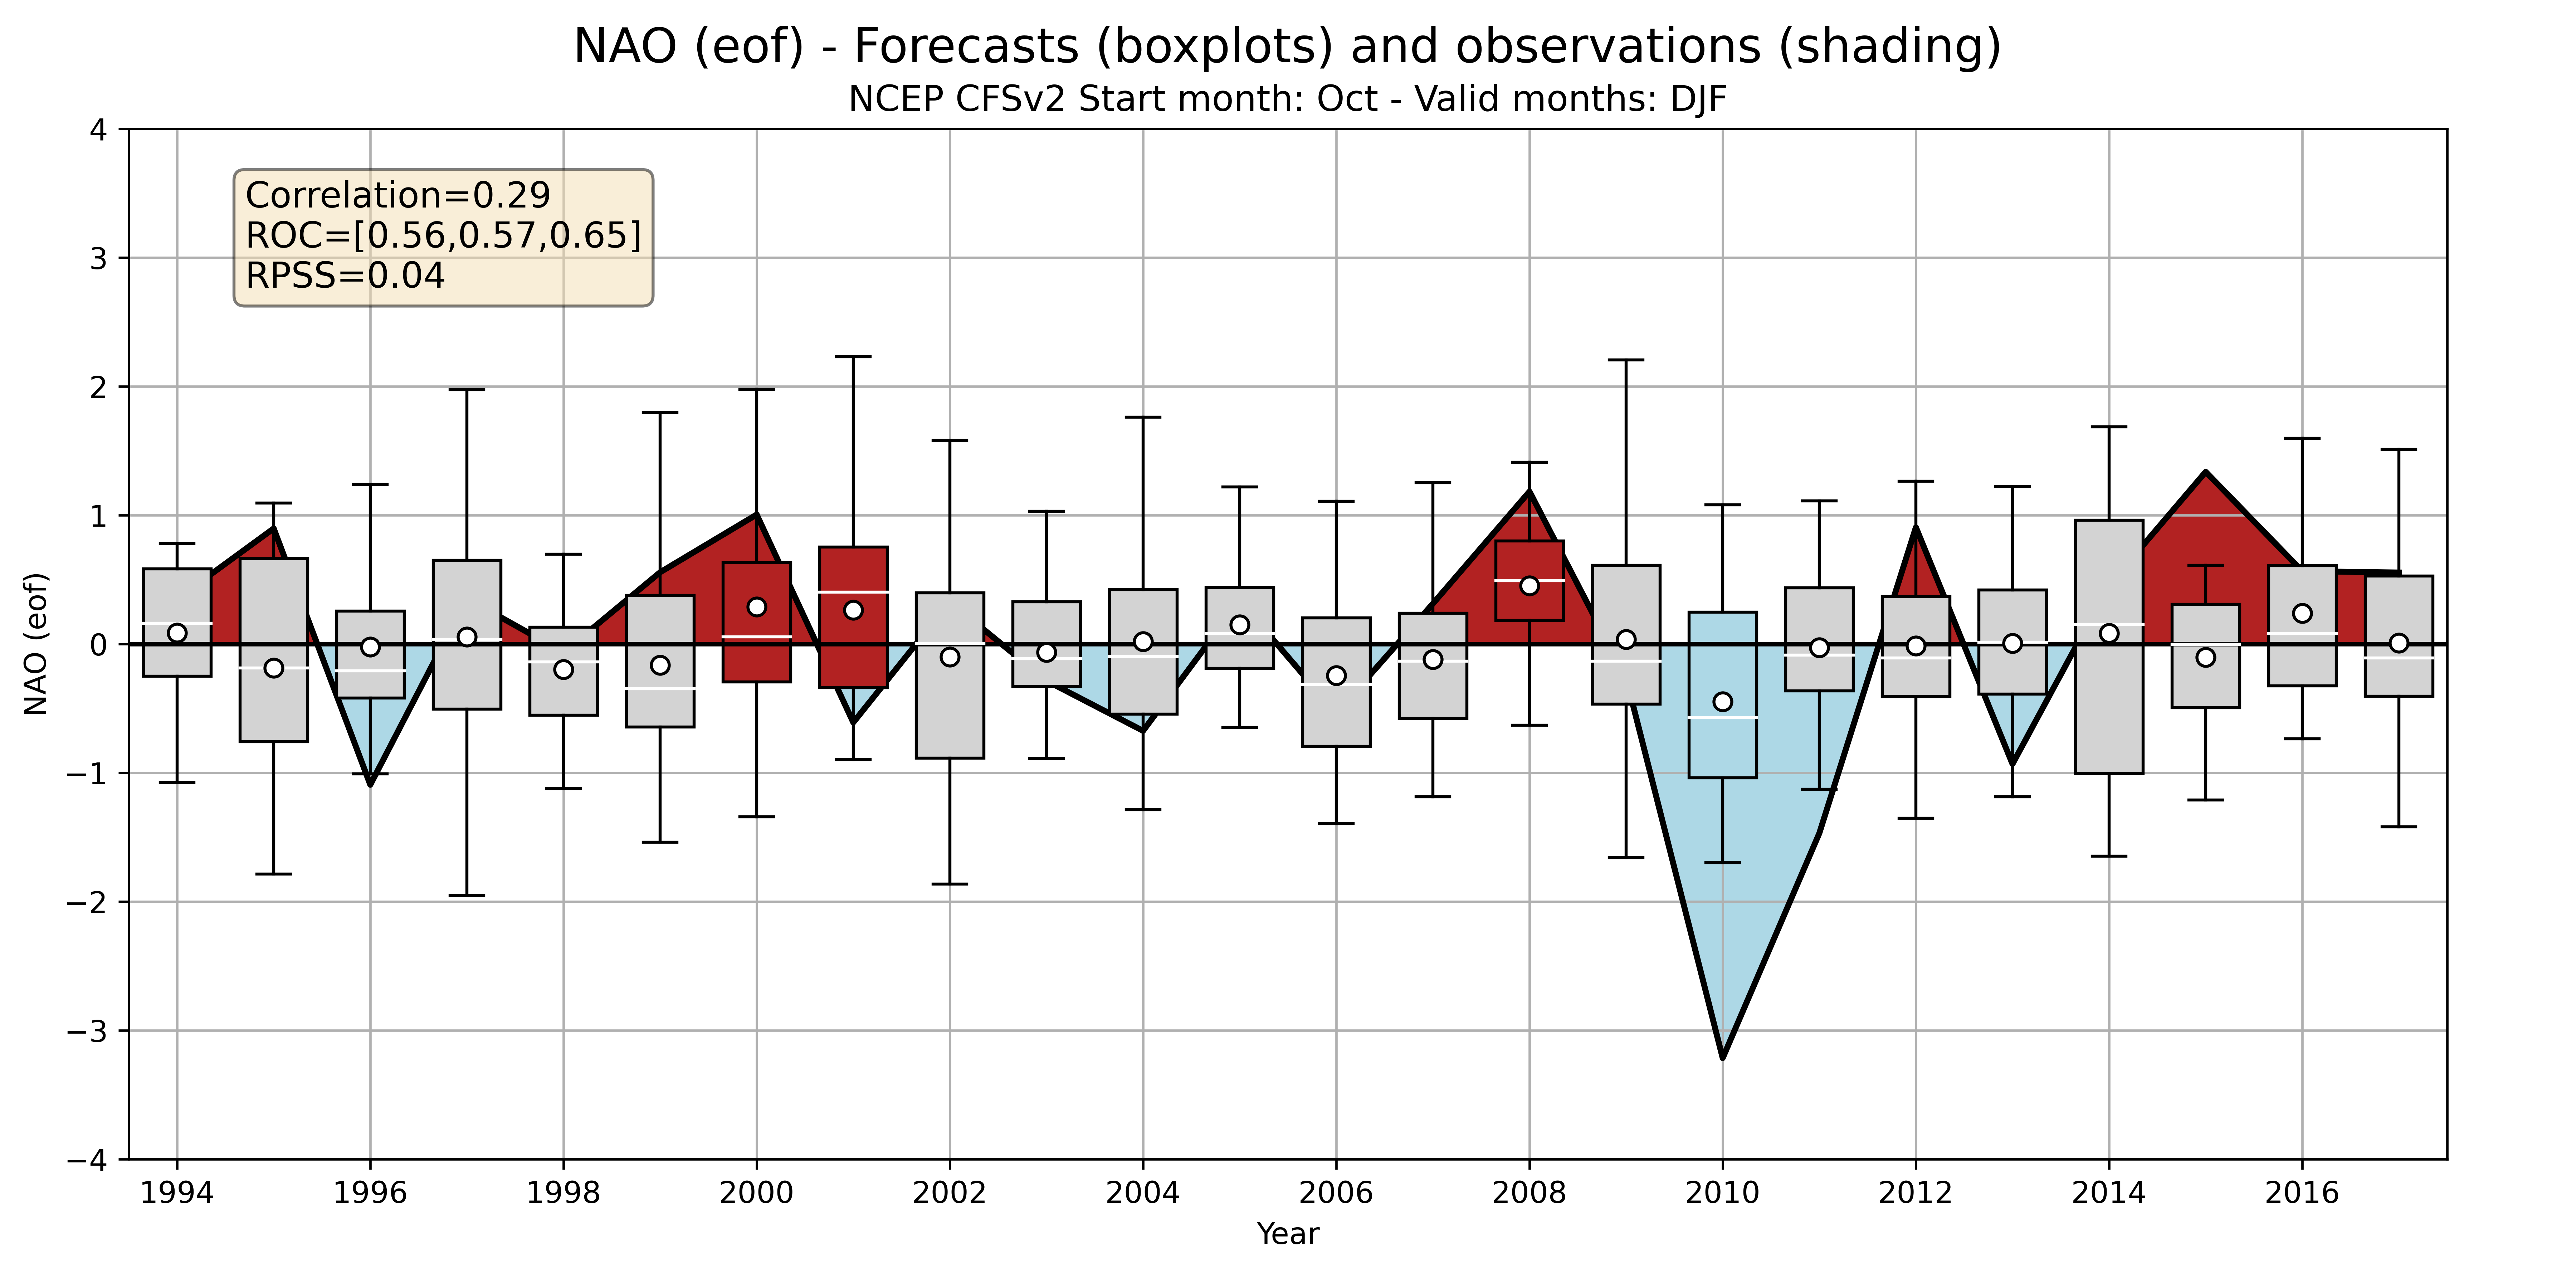 NAO (eof) - Forecasts (boxplots) and observations (shading)
NCEP CFSv2 Start month: Oct - Valid months: DJF
Correlation=0.29
ROC=[0.56,0.57,0.65]
RPSS=0.04
NAO (eof)
4
3
2
1
0
−1
−2
−3
−4
1994 1996 1998 2000 2002 2004 2006 2008 2010 2012 2014 2016
Year